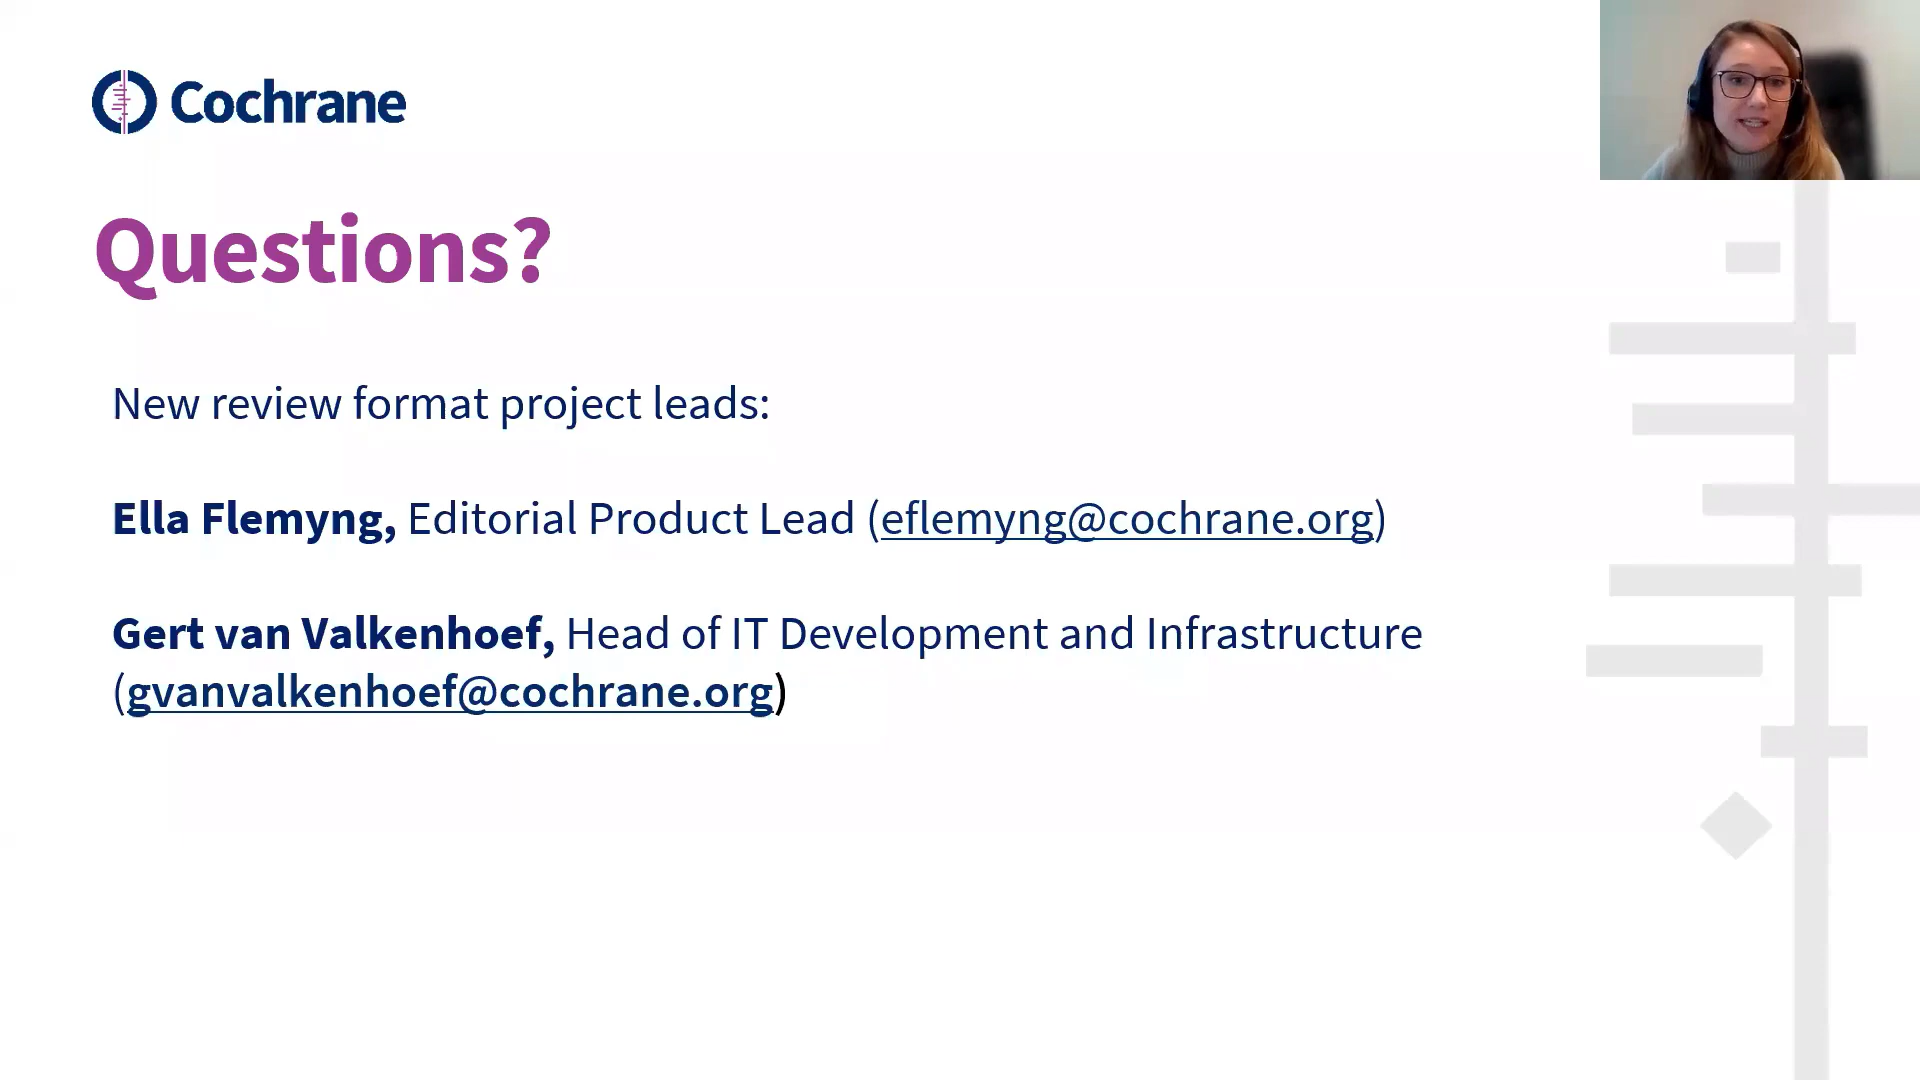 Cochrane
Questions?
New review format project leads:
Ella Flemyng, Editorial Product Lead (eflemyng@cochrane.org)
Gert van Valkenhoef, Head of IT Development and Infrastructure
(gvanvalkenhoef@cochrane.org)